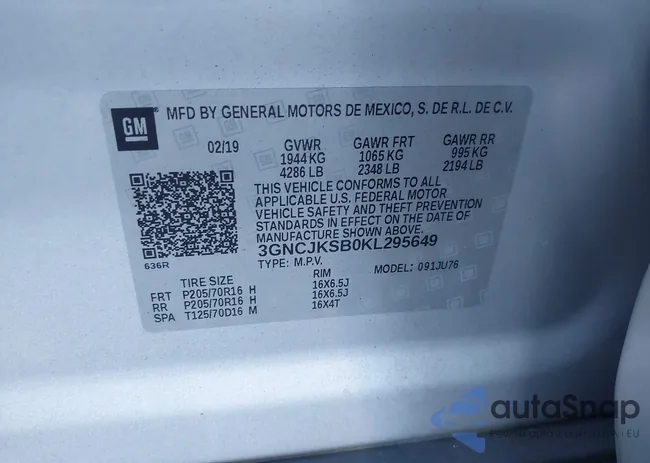 GM
MFD BY GENERAL MOTORS DE MEXICO, S. DE R.L. DE C.V.
02/19 GVWR GAWR FRT GAWR RR
1944 KG 1065 KG 995 KG
4286 LB 2348 LB 2194 LB
THIS VEHICLE CONFORMS TO ALL
APPLICABLE U.S. FEDERAL MOTOR
VEHICLE SAFETY AND THEFT PREVENTION
STANDARDS IN EFFECT ON THE DATE OF
MANUFACTURE SHOWN ABOVE.
3GNCJKSB0KL295649
636R TYPE: M.P.V. MODEL: 091JU76
TIRE SIZE RIM
FRT P205/70R16 H 16X6.5J
RR P205/70R16 H 16X6.5J
SPA T125/70D16 M 16X4T
autoSnap
EU